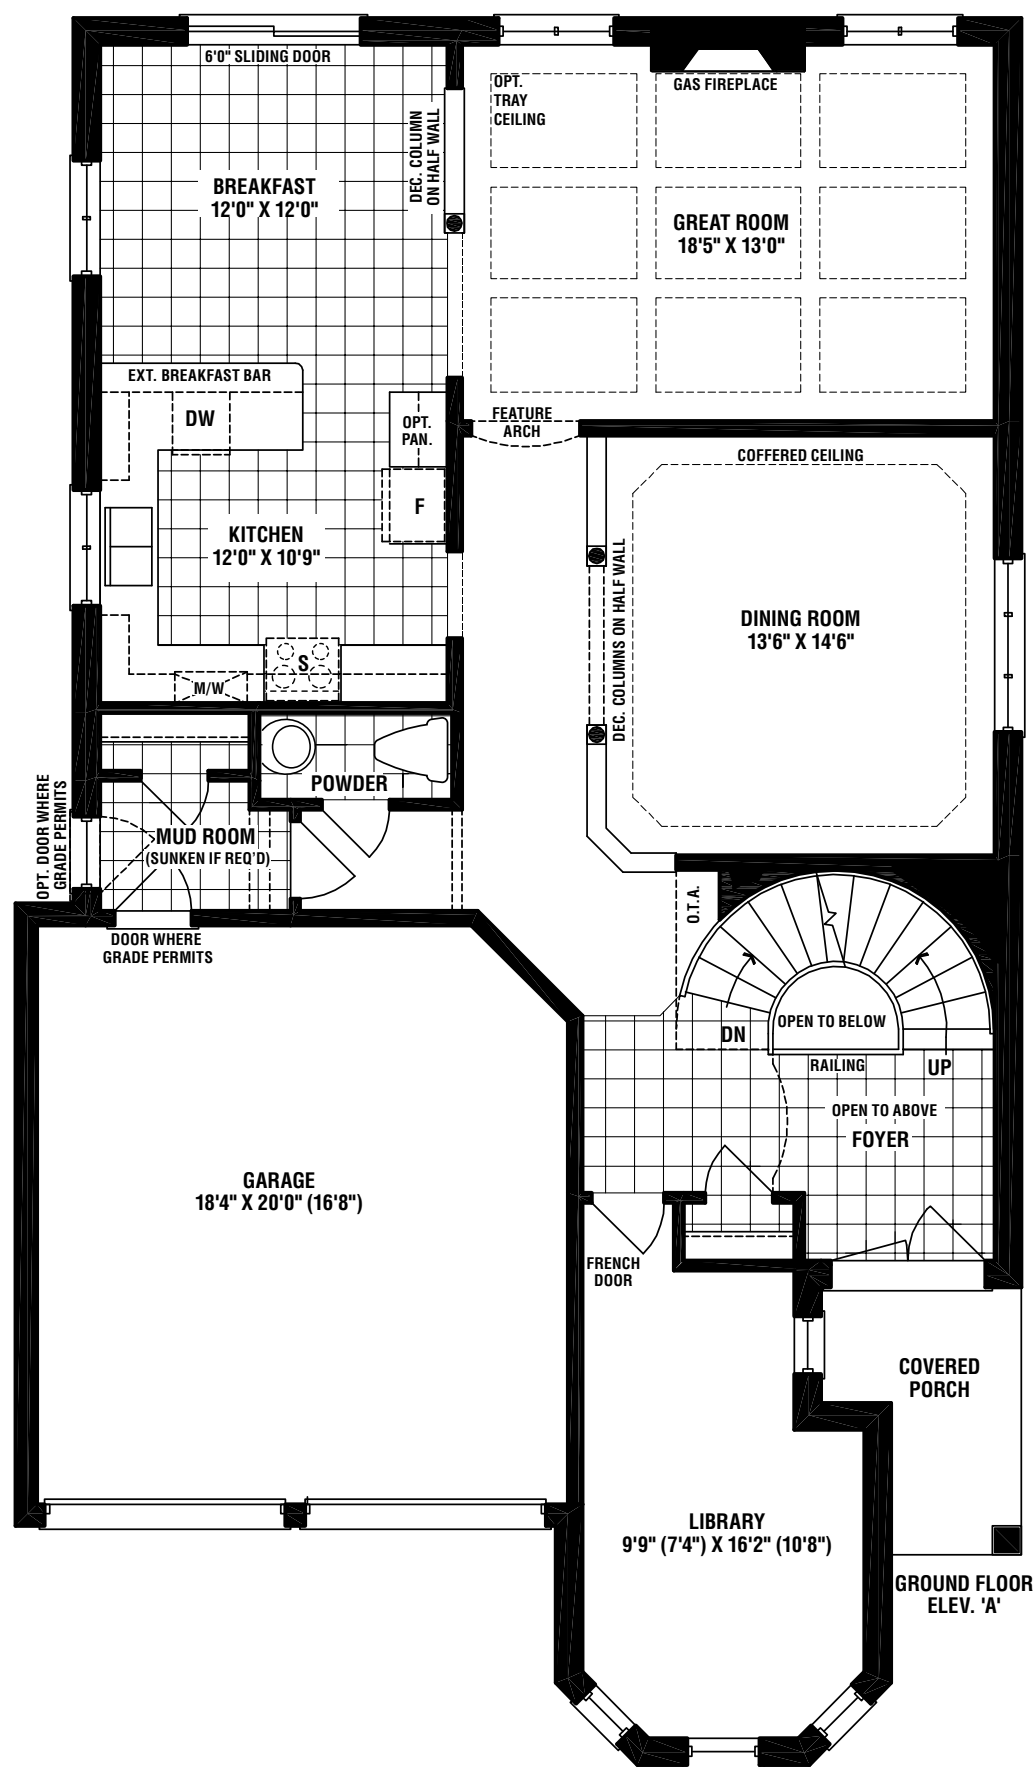 6'0" SLIDING DOOR
OPT.
TRAY
CEILING
GAS FIREPLACE
DEC. COLUMN
ON HALF WALL
BREAKFAST
12'0" X 12'0"
GREAT ROOM
18'5" X 13'0"
EXT. BREAKFAST BAR
DW
OPT.
PAN.
FEATURE
ARCH
COFFERED CEILING
F
KITCHEN
12'0" X 10'9"
DEC. COLUMNS ON HALF WALL
DINING ROOM
13'6" X 14'6"
S
M/W
POWDER
OPT. DOOR WHERE
GRADE PERMITS
MUD ROOM
(SUNKEN IF REQ'D)
O.T.A.
DOOR WHERE
GRADE PERMITS
OPEN TO BELOW
DN
RAILING
UP
OPEN TO ABOVE
FOYER
GARAGE
18'4" X 20'0" (16'8")
FRENCH
DOOR
COVERED
PORCH
LIBRARY
9'9" (7'4") X 16'2" (10'8")
GROUND FLOOR
ELEV. 'A'